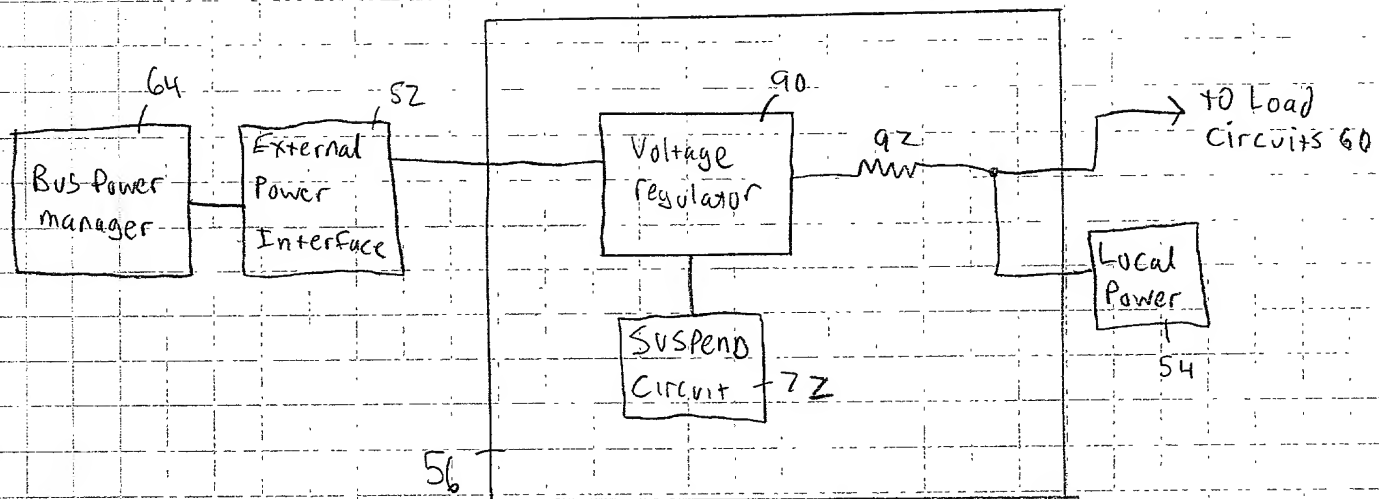 64
52
90
92
to Load
Circuits 60
Bus Power
manager
External
Power
Interface
Voltage
regulator
Local
Power
54
SUSPEND
Circuit
72
56